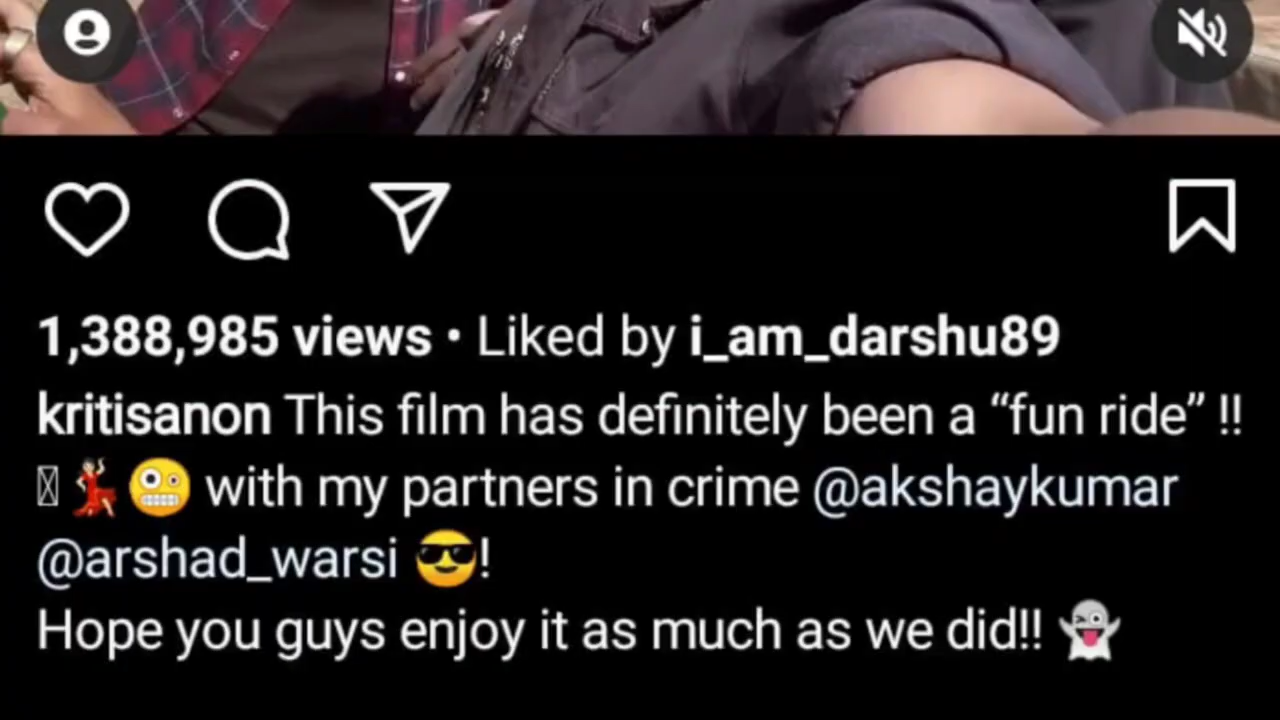 1,388,985 views • Liked by i_am_darshu89
kritisanon This film has definitely been a “fun ride” !!
💃🤪 with my partners in crime @akshaykumar
@arshad_warsi 😎!
Hope you guys enjoy it as much as we did!! 👻